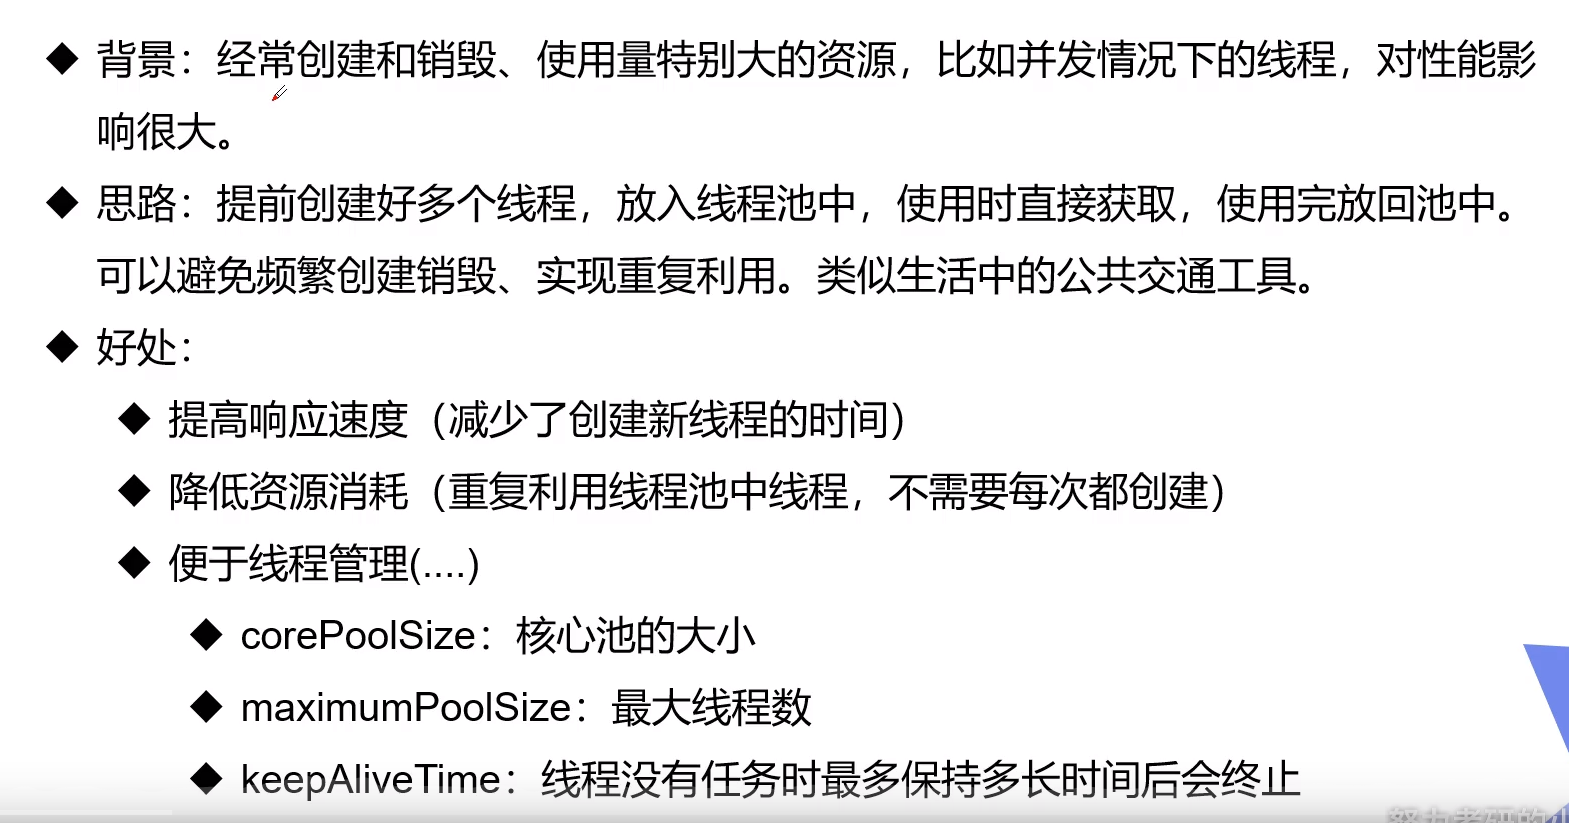 ◆ 背景：经常创建和销毁、使用量特别大的资源，比如并发情况下的线程，对性能影
响很大。
◆ 思路：提前创建好多个线程，放入线程池中，使用时直接获取，使用完放回池中。
可以避免频繁创建销毁、实现重复利用。类似生活中的公共交通工具。
◆ 好处：
◆ 提高响应速度（减少了创建新线程的时间）
◆ 降低资源消耗（重复利用线程池中线程，不需要每次都创建）
◆ 便于线程管理(....)
◆ corePoolSize：核心池的大小
◆ maximumPoolSize：最大线程数
◆ keepAliveTime：线程没有任务时最多保持多长时间后会终止